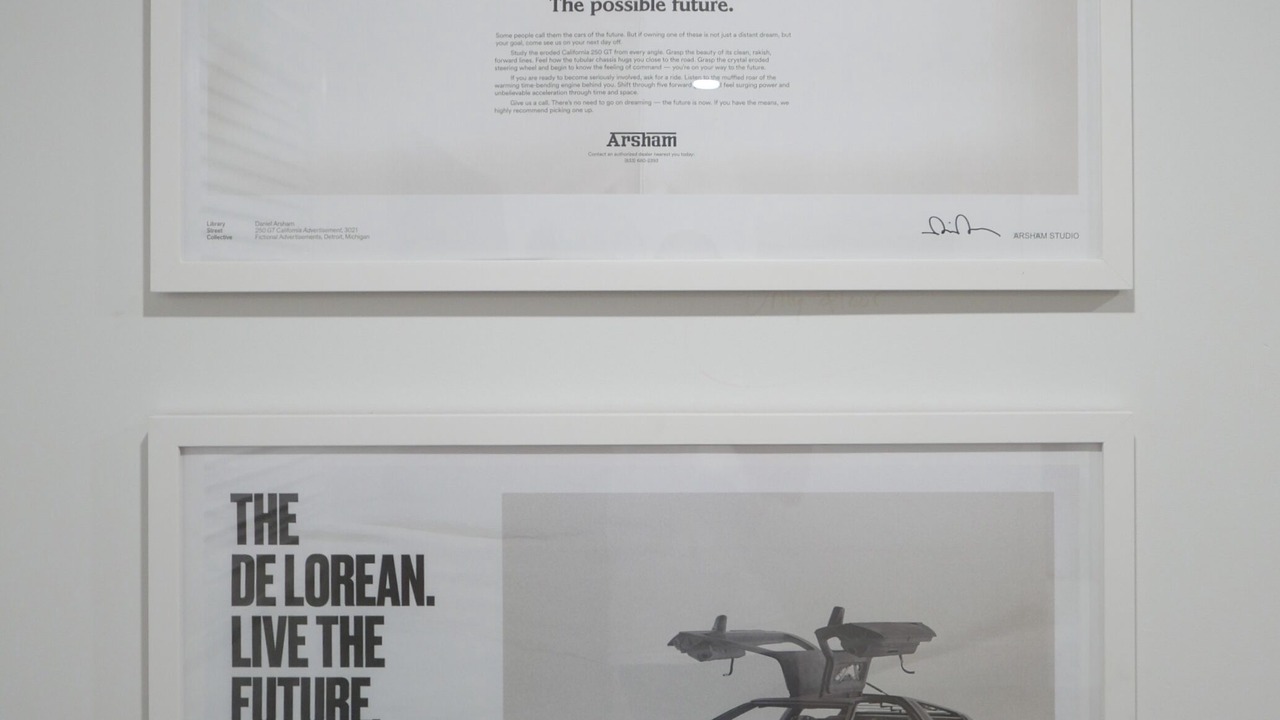 The possible future.
Some people call them the cars of the future. But if owning one of these is not just a distant dream, but
your goal, come see us on your next day off.
Study the eroded California 250 GT from every angle. Grasp the beauty of its clean, rakish,
forward lines. Feel how the tubular chassis hugs you close to the road. Grasp the crystal eroded
steering wheel and begin to know the feeling of command — you're on your way to the future.
If you are ready to become seriously involved, ask for a ride. Listen to the muffled roar of the
warning time-bending engine behind you. Shift through five forward feel surging power and
unbelievable acceleration through time and space.
Give us a call. There's no need to go on dreaming — the future is now. If you have the means, we
highly recommend picking one up.
Arsham
Contact an authorized dealer nearest you today
Library
Street
Collective
Daniel Arsham
250 GT California Advertisement, 3021
Fictional Advertisements, Detroit, Michigan
ARSHAM STUDIO
THE
DE LOREAN.
LIVE THE
FUTURE.